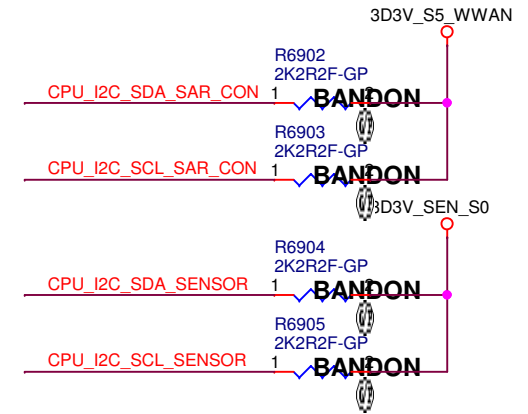 3D3V_S5_WWAN
R6902
2K2R2F-GP
CPU_I2C_SDA_SAR_CON 1 2 BANDON
R6903
2K2R2F-GP
CPU_I2C_SCL_SAR_CON 1 2 BANDON
3D3V_SEN_S0
R6904
2K2R2F-GP
CPU_I2C_SDA_SENSOR 1 2 BANDON
R6905
2K2R2F-GP
CPU_I2C_SCL_SENSOR 1 2 BANDON